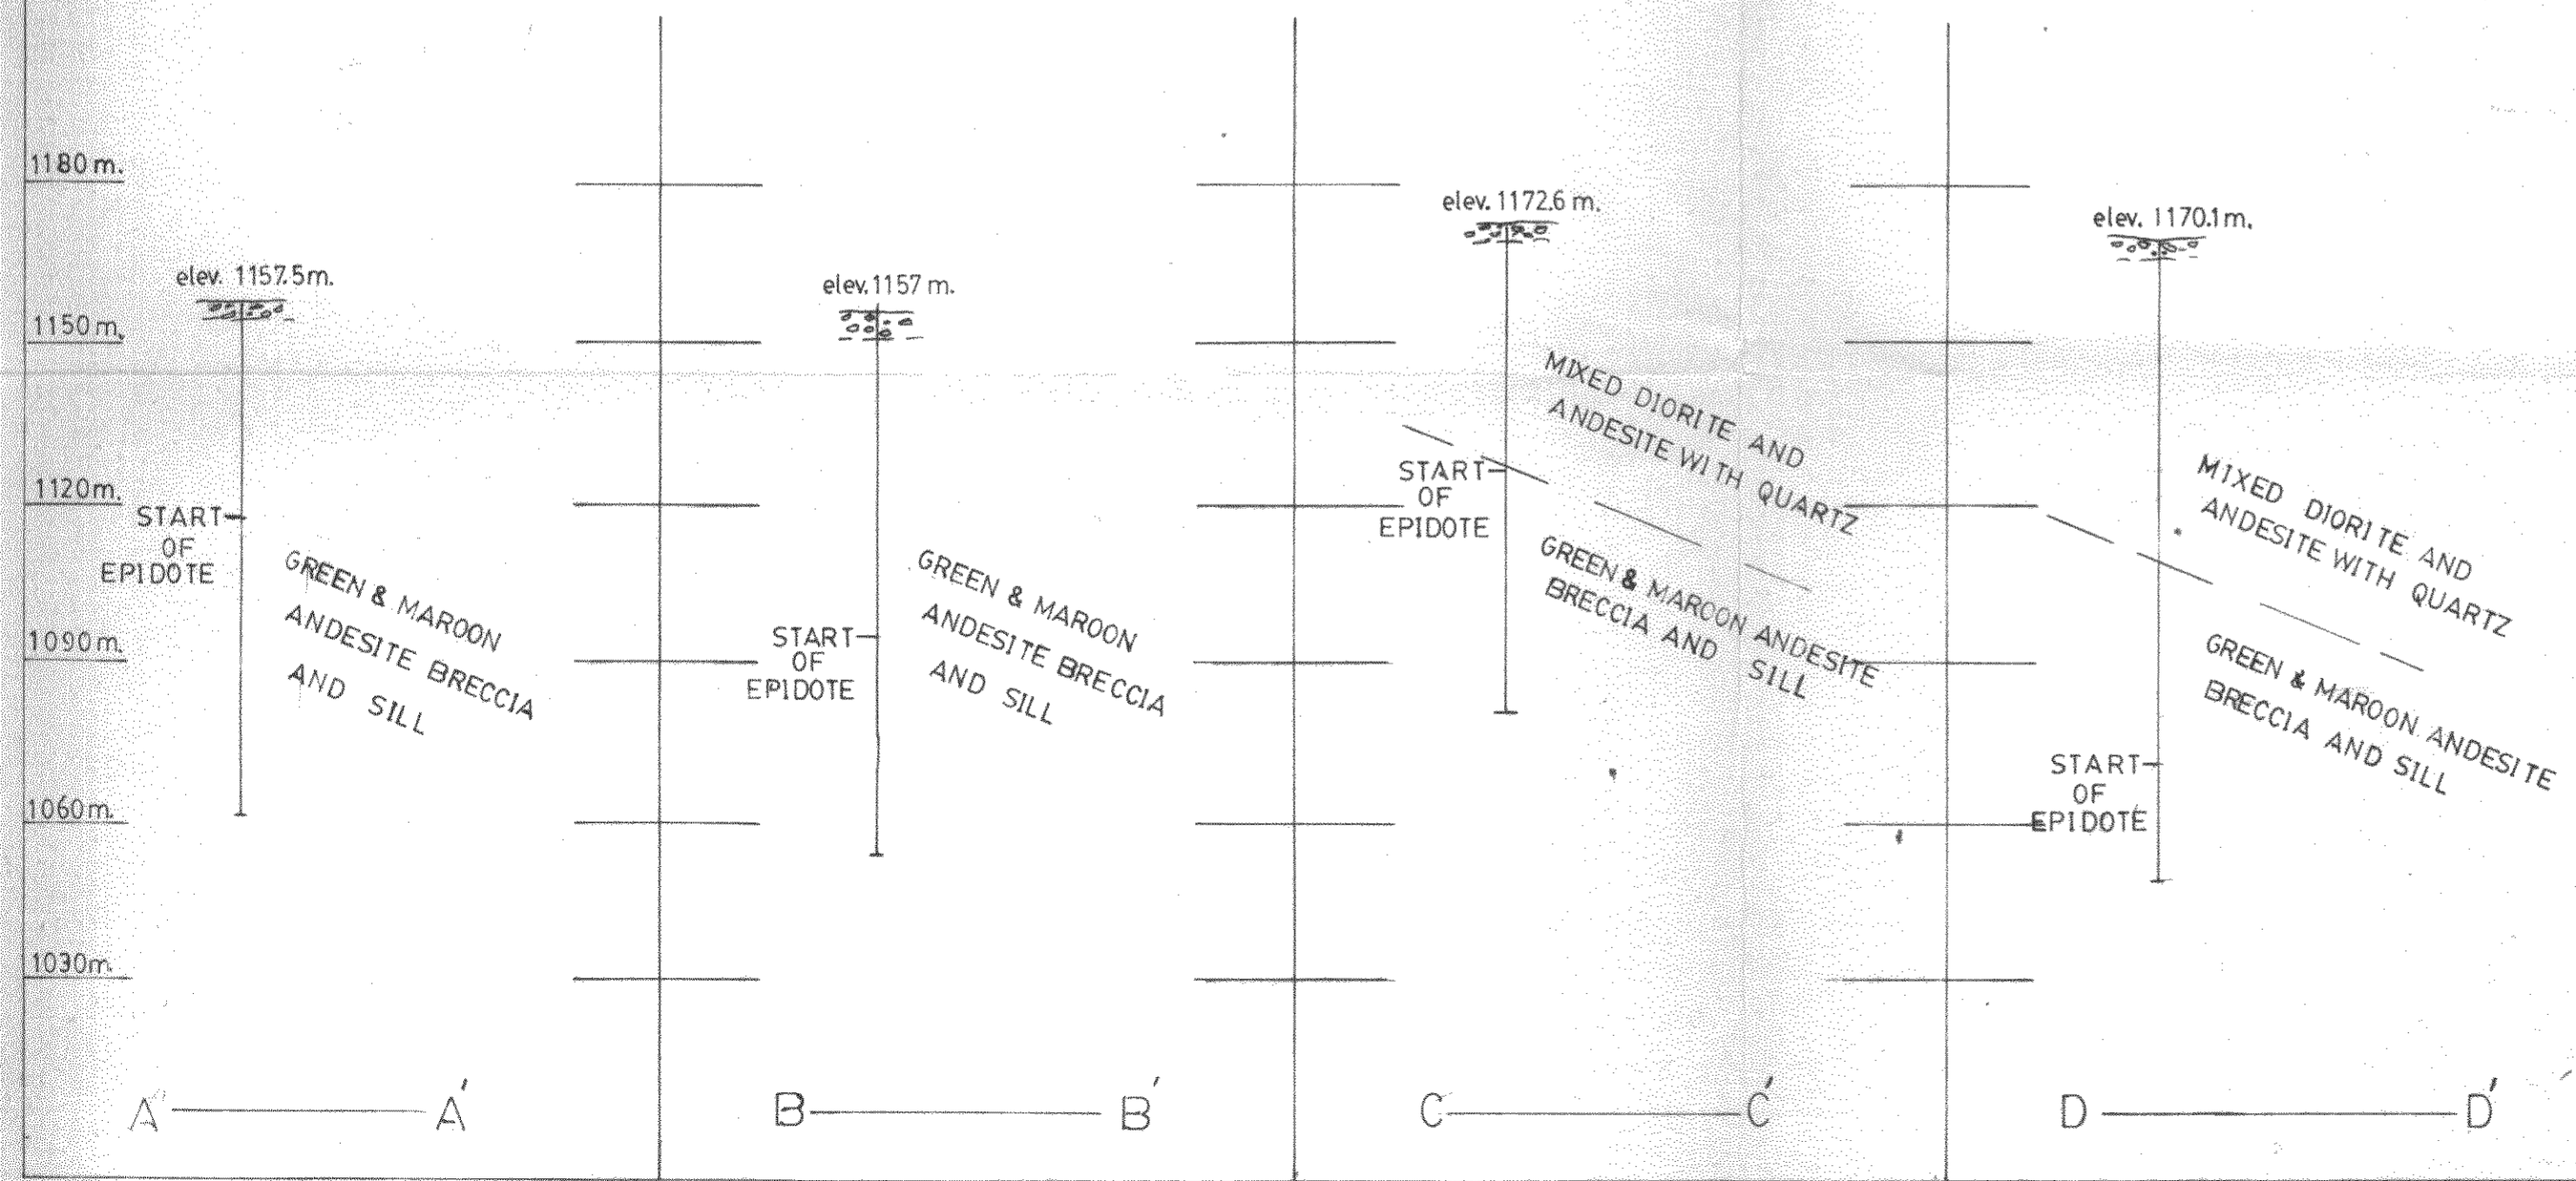 1180 m.
1150 m.
1120m.
1090m.
1060m.
1030m.
elev. 1157.5m.
START
OF
EPIDOTE
GREEN & MAROON
ANDESITE BRECCIA
AND SILL
A A'
elev. 1157 m.
START
OF
EPIDOTE
GREEN & MAROON
ANDESITE BRECCIA
AND SILL
B B'
elev. 1172.6 m.
MIXED DIORITE AND
ANDESITE WITH QUARTZ
START
OF
EPIDOTE
GREEN & MAROON ANDESITE
BRECCIA AND SILL
C C'
elev. 1170.1m.
MIXED DIORITE AND
ANDESITE WITH QUARTZ
GREEN & MAROON ANDESITE
BRECCIA AND SILL
START
OF
EPIDOTE
D D'